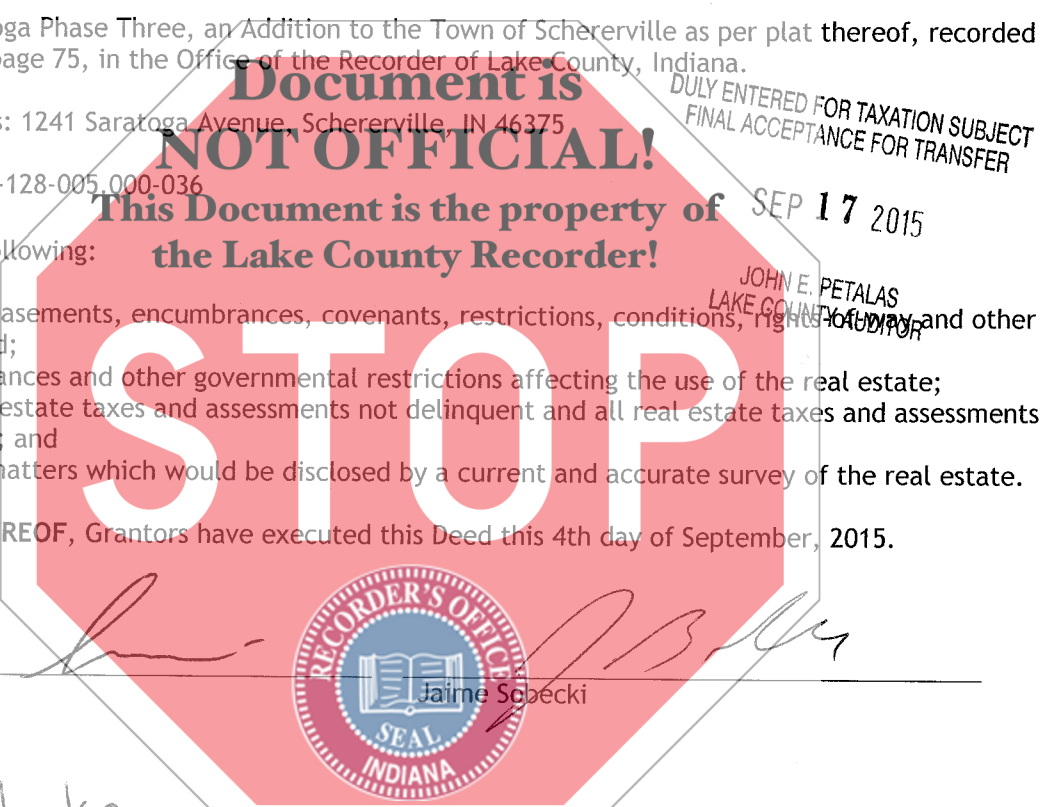 oga Phase Three, an Addition to the Town of Schererville as per plat thereof, recorded
page 75, in the Office of the Recorder of Lake County, Indiana.
Document is
DULY ENTERED FOR TAXATION SUBJECT
FINAL ACCEPTANCE FOR TRANSFER
s: 1241 Saratoga Avenue, Schererville, IN 46375
NOT OFFICIAL!
-128-005.000-036
This Document is the property of
SEP 17 2015
the Lake County Recorder!
ollowing:
JOHN E. PETALAS
LAKE COUNTY AUDITOR
asements, encumbrances, covenants, restrictions, conditions, rights-of-way and other
d;
ances and other governmental restrictions affecting the use of the real estate;
estate taxes and assessments not delinquent and all real estate taxes and assessments
; and
matters which would be disclosed by a current and accurate survey of the real estate.
STOP
REOF, Grantors have executed this Deed this 4th day of September, 2015.
RECORDER'S OFFICE
Jaime Sobecki
SEAL
INDIANA